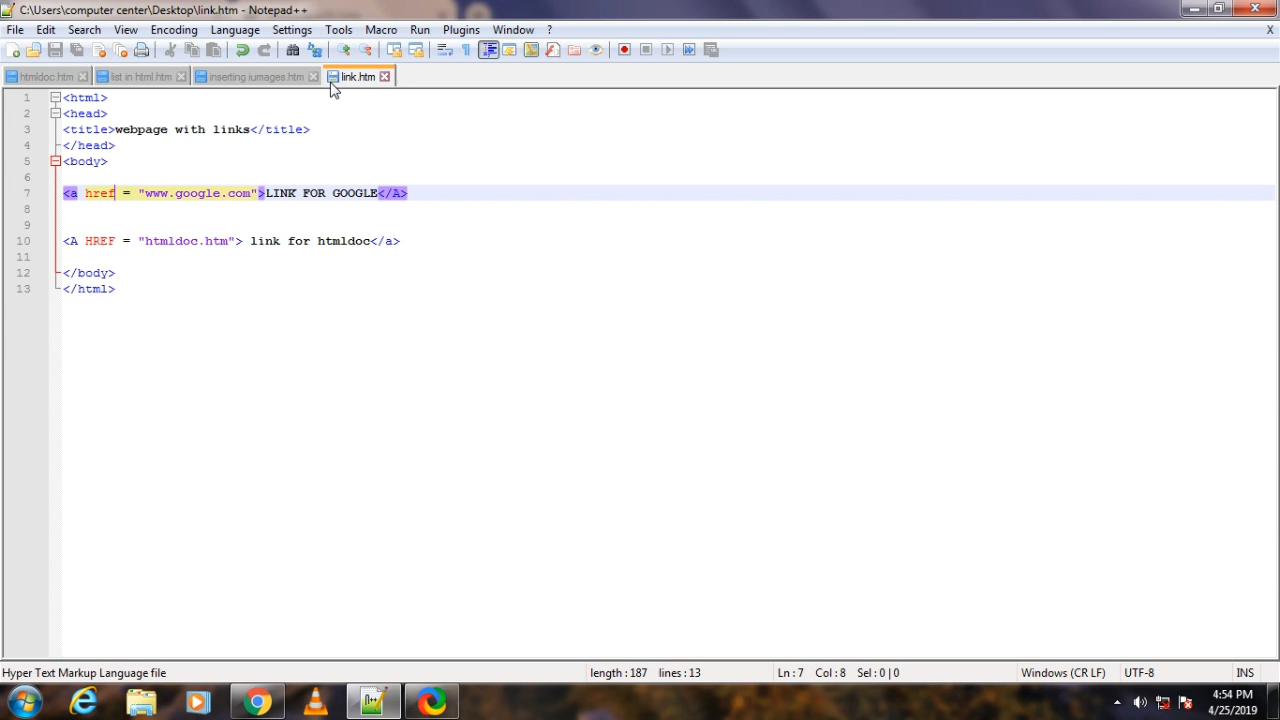 C:\Users\computer center\Desktop\link.htm - Notepad++
File Edit Search View Encoding Language Settings Tools Macro Run Plugins Window ? X
htmldoc.htm list in html.htm inserting iumages.htm link.htm
1 <html>
2 <head>
3 <title>webpage with links</title>
4 </head>
5 <body>
6
7 <a href = "www.google.com">LINK FOR GOOGLE</A>
8
9
10 <A HREF = "htmldoc.htm"> link for htmldoc</a>
11
12 </body>
13 </html>
Hyper Text Markup Language file length : 187 lines : 13 Ln : 7 Col : 8 Sel : 0 | 0 Windows (CR LF) UTF-8 INS
4:54 PM
4/25/2019